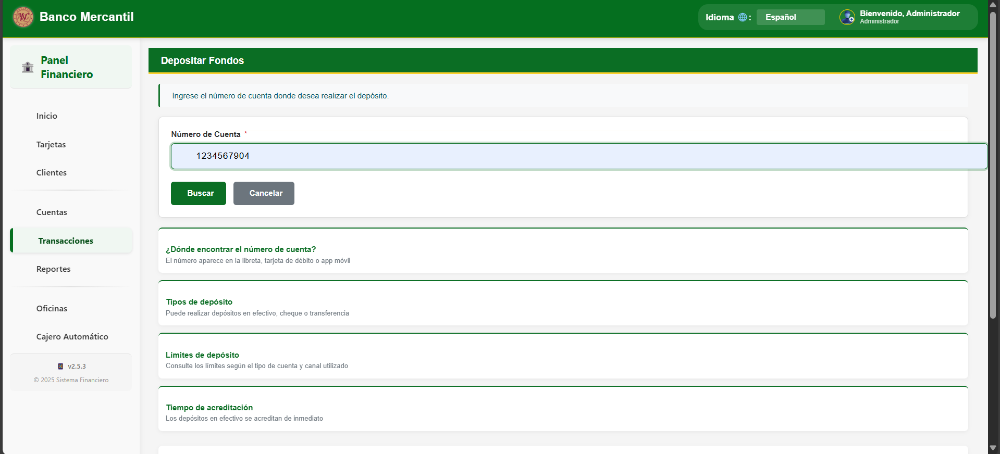 Banco Mercantil
Idioma 🌐 :
Español
Bienvenido, Administrador
Administrador
Panel
Financiero
Inicio
Tarjetas
Clientes
Cuentas
Transacciones
Reportes
Oficinas
Cajero Automático
v2.5.3
© 2025 Sistema Financiero
Depositar Fondos
Ingrese el número de cuenta donde desea realizar el depósito.
Número de Cuenta *
1234567904
Buscar
Cancelar
¿Dónde encontrar el número de cuenta?
El número aparece en la libreta, tarjeta de débito o app móvil
Tipos de depósito
Puede realizar depósitos en efectivo, cheque o transferencia
Límites de depósito
Consulte los límites según el tipo de cuenta y canal utilizado
Tiempo de acreditación
Los depósitos en efectivo se acreditan de inmediato